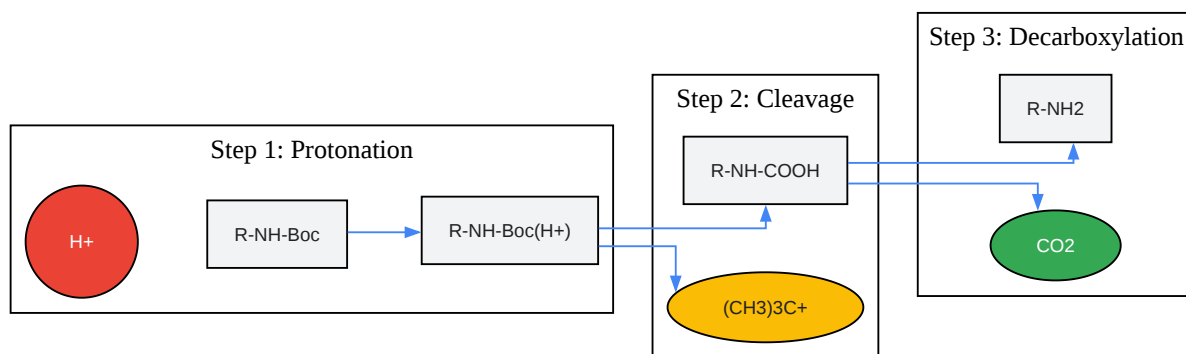 Step 1: Protonation
H+
R-NH-Boc
R-NH-Boc(H+)
Step 2: Cleavage
R-NH-COOH
(CH3)3C+
Step 3: Decarboxylation
R-NH2
CO2